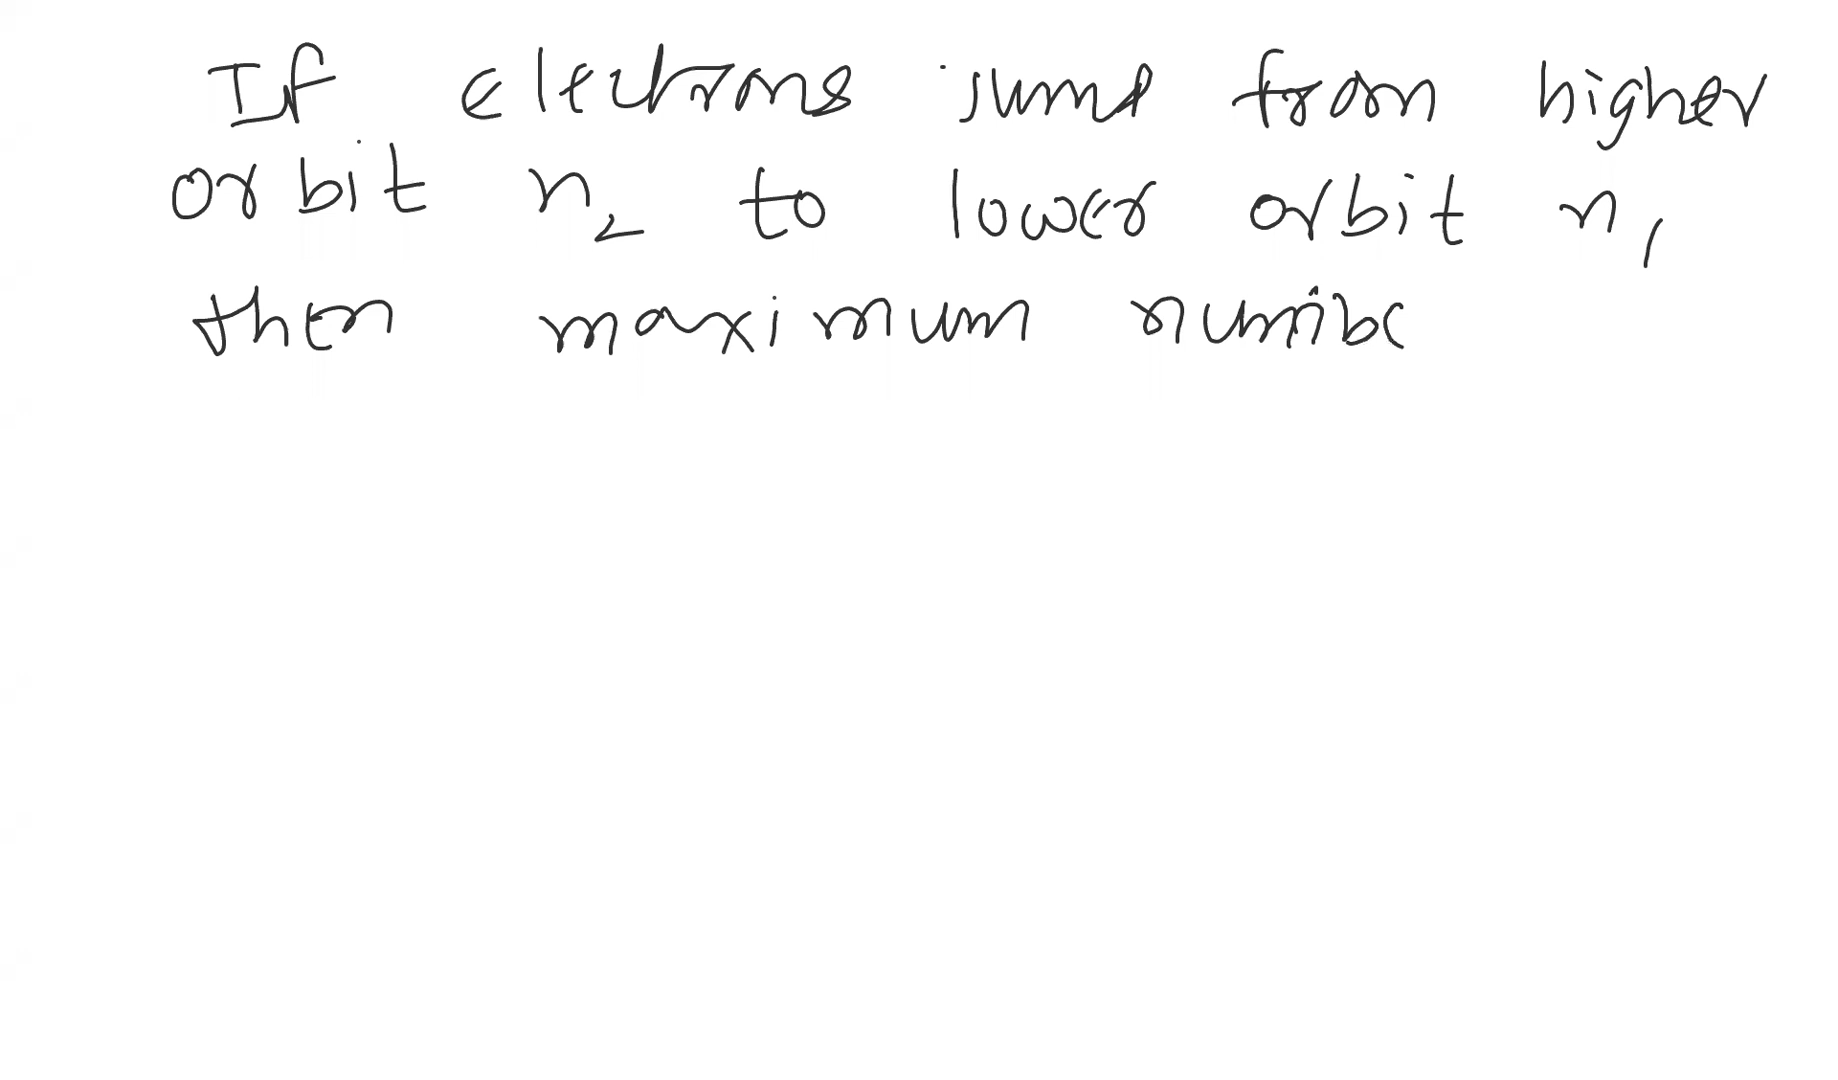 If electrons jump from higher
orbit n₂ to lower orbit n₁
then maximum numbe